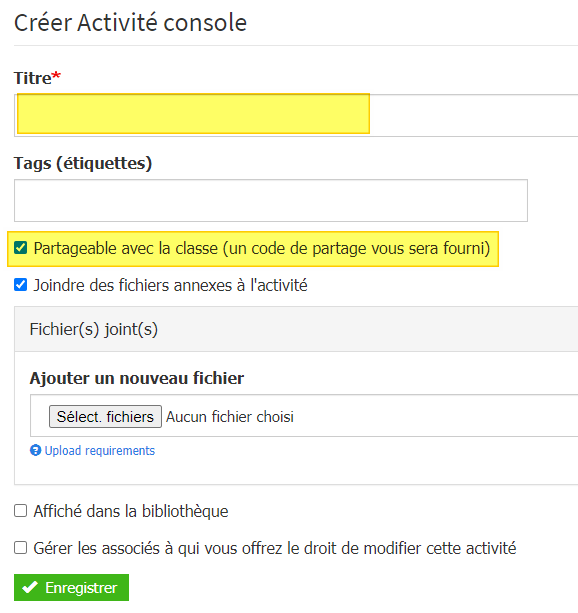 Créer Activité console
Titre*
Tags (étiquettes)
Partageable avec la classe (un code de partage vous sera fourni)
Joindre des fichiers annexes à l'activité
Fichier(s) joint(s)
Ajouter un nouveau fichier
Sélect. fichiers Aucun fichier choisi
Upload requirements
Affiché dans la bibliothèque
Gérer les associés à qui vous offrez le droit de modifier cette activité
Enregistrer